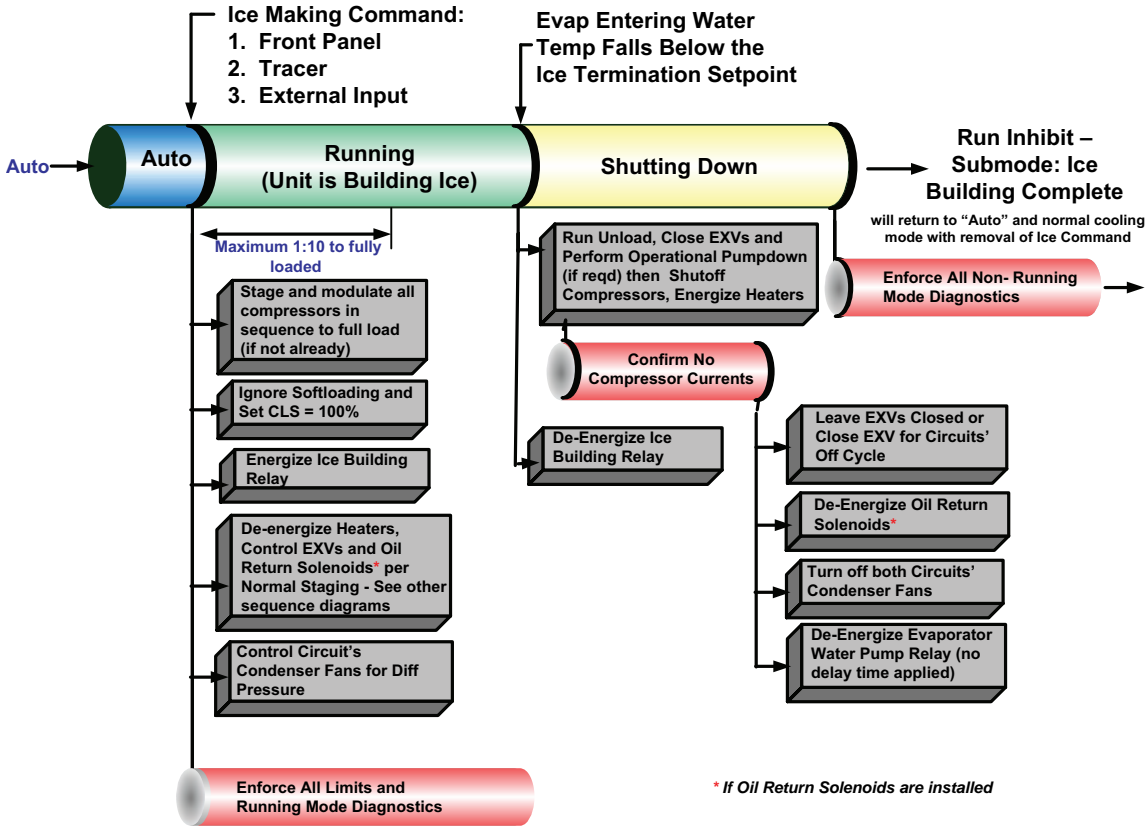 Ice Making Command:
1. Front Panel
2. Tracer
3. External Input
Evap Entering Water
Temp Falls Below the
Ice Termination Setpoint
Auto
Auto
Running
(Unit is Building Ice)
Shutting Down
Run Inhibit –
Submode: Ice
Building Complete
will return to “Auto” and normal cooling
mode with removal of Ice Command
Maximum 1:10 to fully
loaded
Stage and modulate all
compressors in
sequence to full load
(if not already)
Ignore Softloading and
Set CLS = 100%
Energize Ice Building
Relay
De-energize Heaters,
Control EXVs and Oil
Return Solenoids* per
Normal Staging - See other
sequence diagrams
Control Circuit’s
Condenser Fans for Diff
Pressure
Enforce All Limits and
Running Mode Diagnostics
Run Unload, Close EXVs and
Perform Operational Pumpdown
(if reqd) then Shutoff
Compressors, Energize Heaters
Confirm No
Compressor Currents
De-Energize Ice
Building Relay
Enforce All Non- Running
Mode Diagnostics
Leave EXVs Closed or
Close EXV for Circuits’
Off Cycle
De-Energize Oil Return
Solenoids*
Turn off both Circuits’
Condenser Fans
De-Energize Evaporator
Water Pump Relay (no
delay time applied)
* If Oil Return Solenoids are installed